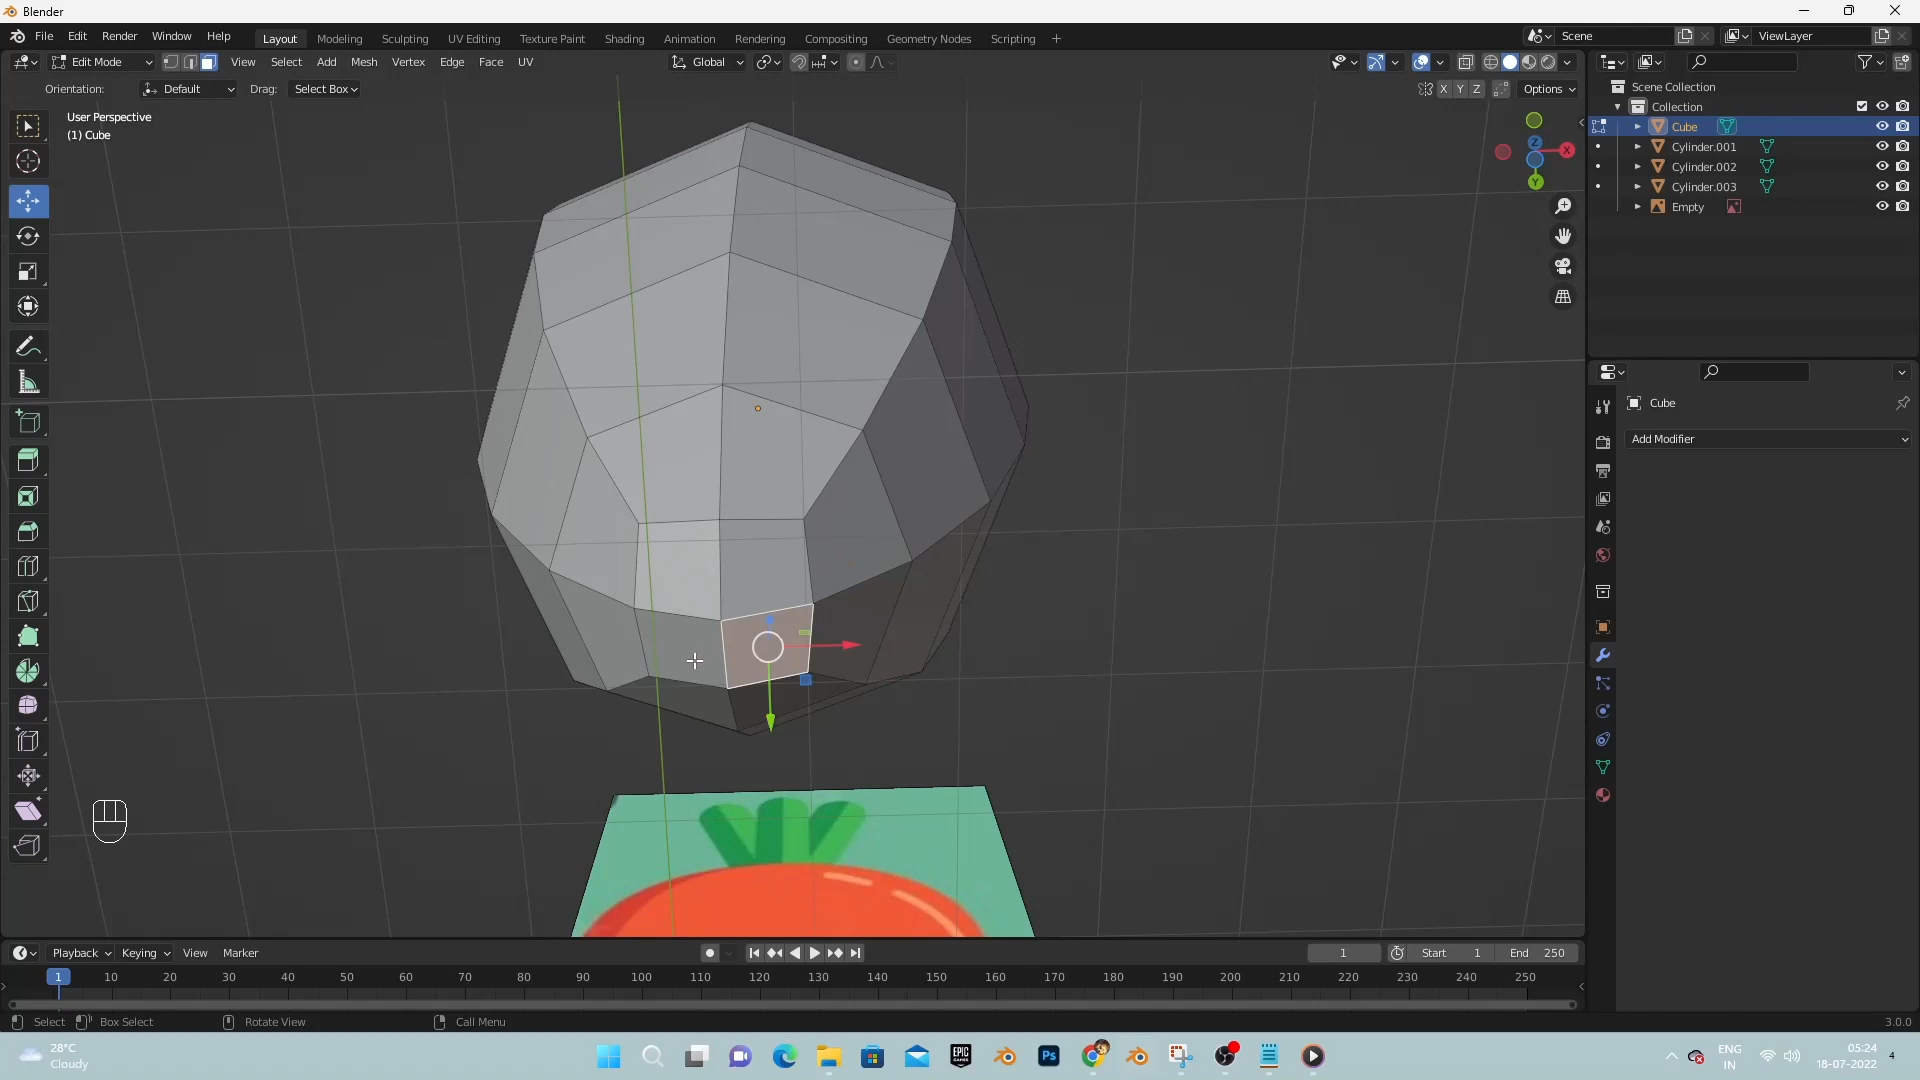 Blender
File Edit Render Window Help
Layout Modeling Sculpting UV Editing Texture Paint Shading Animation Rendering Compositing Geometry Nodes Scripting +
Scene ViewLayer
Edit Mode View Select Add Mesh Vertex Edge Face UV Global
Orientation: Default Drag: Select Box X Y Z Options
User Perspective
(1) Cube
X
Y
Z
Scene Collection
Collection
Cube
Cylinder.001
Cylinder.002
Cylinder.003
Empty
Cube
Add Modifier
Playback Keying View Marker 1 Start 1 End 250
1 10 20 30 40 50 60 70 80 90 100 110 120 130 140 150 160 170 180 190 200 210 220 230 240 250
Select Box Select Rotate View Call Menu 3.0.0
28°C
Cloudy
EPIC
GAMES
Ps
ENG
IN
05:24
18-07-2022
4